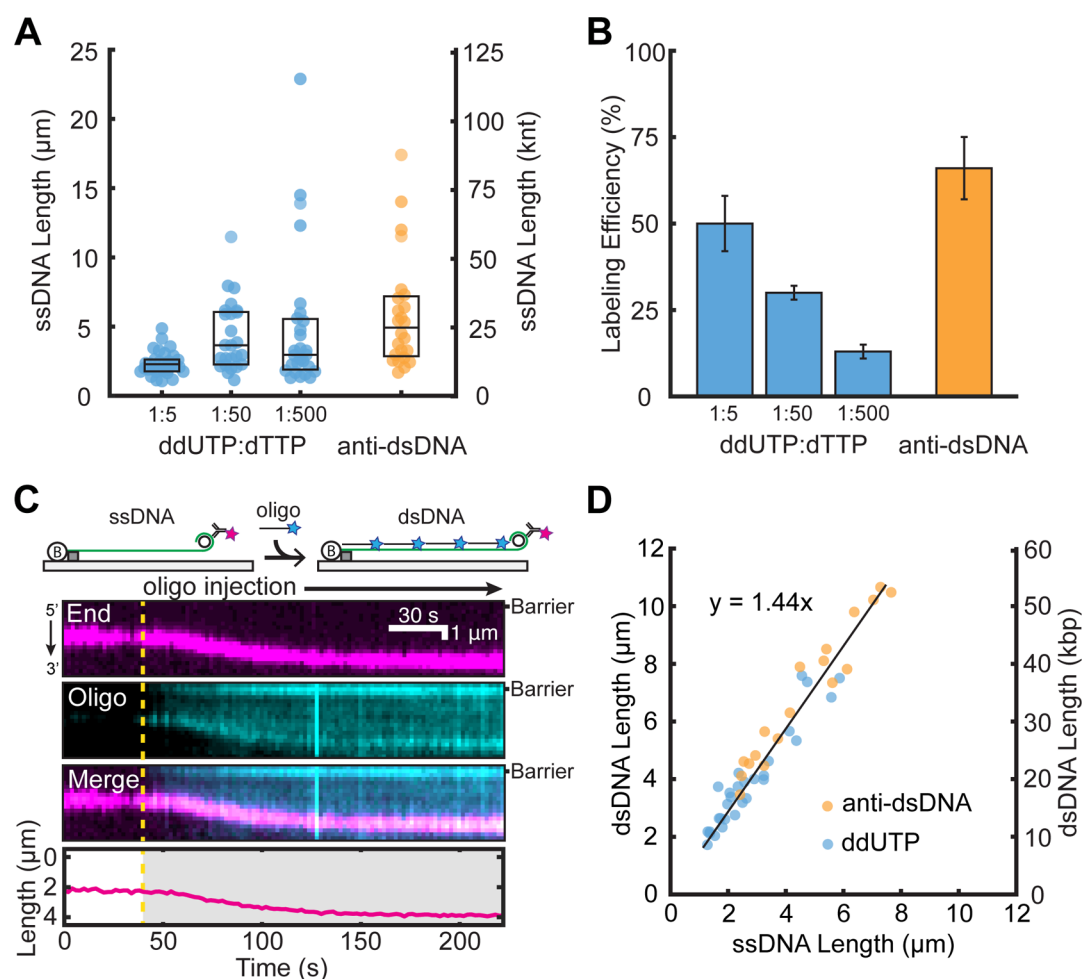 A
25
20
15
10
5
0
ssDNA Length (µm)
125
100
75
50
25
0
ssDNA Length (knt)
1:5 1:50 1:500
ddUTP:dTTP anti-dsDNA
B
100
75
50
25
0
Labeling Efficiency (%)
1:5 1:50 1:500
ddUTP:dTTP anti-dsDNA
C
ssDNA oligo dsDNA
B B
oligo injection
5'
3'
End
30 s
1 µm
Barrier
Oligo
Barrier
Merge
Barrier
Length (µm)
0
2
4
0 50 100 150 200
Time (s)
D
12
10
8
6
4
2
0
dsDNA Length (µm)
y = 1.44x
60
50
40
30
20
10
0
dsDNA Length (kbp)
anti-dsDNA
ddUTP
0 2 4 6 8 10 12
ssDNA Length (µm)